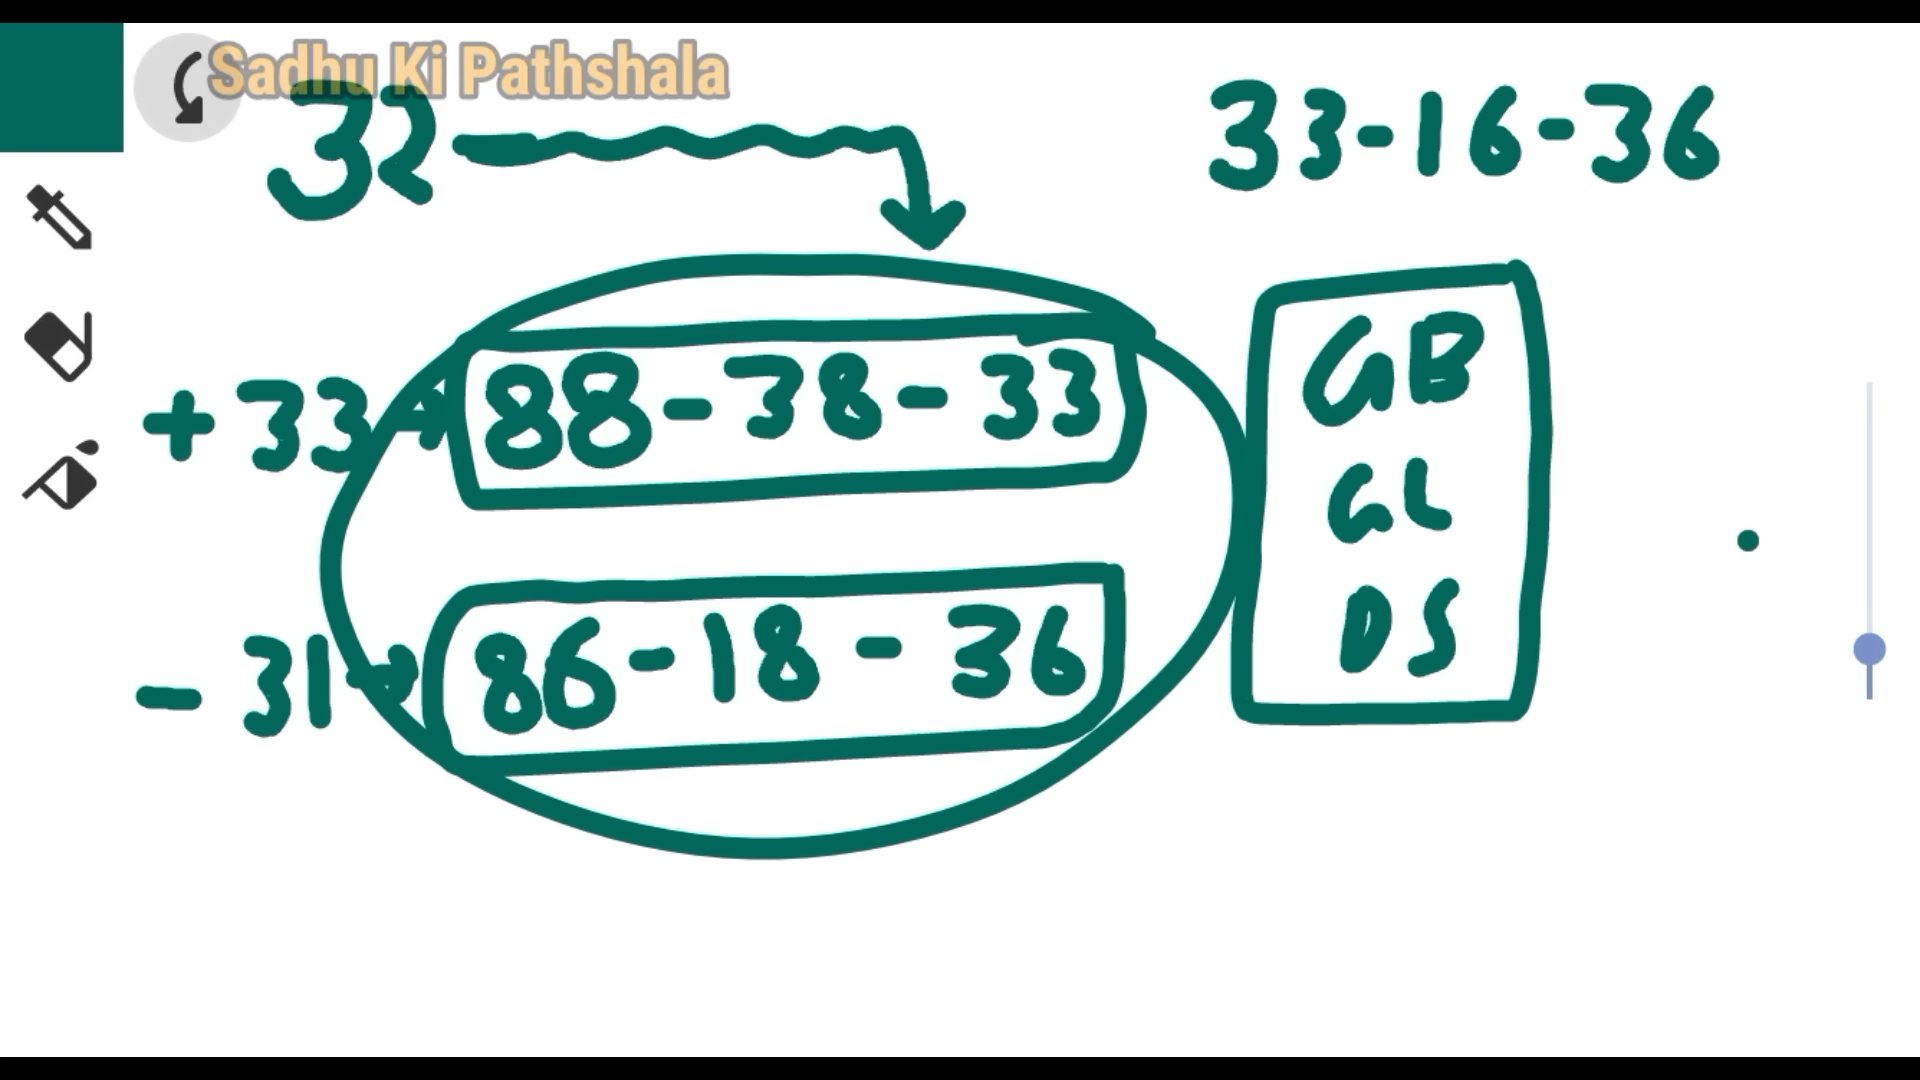 Sadhu Ki Pathshala
32
33-16-36
+33→ 88-38-33
GB
GL
-31→ 86-18-36
DS